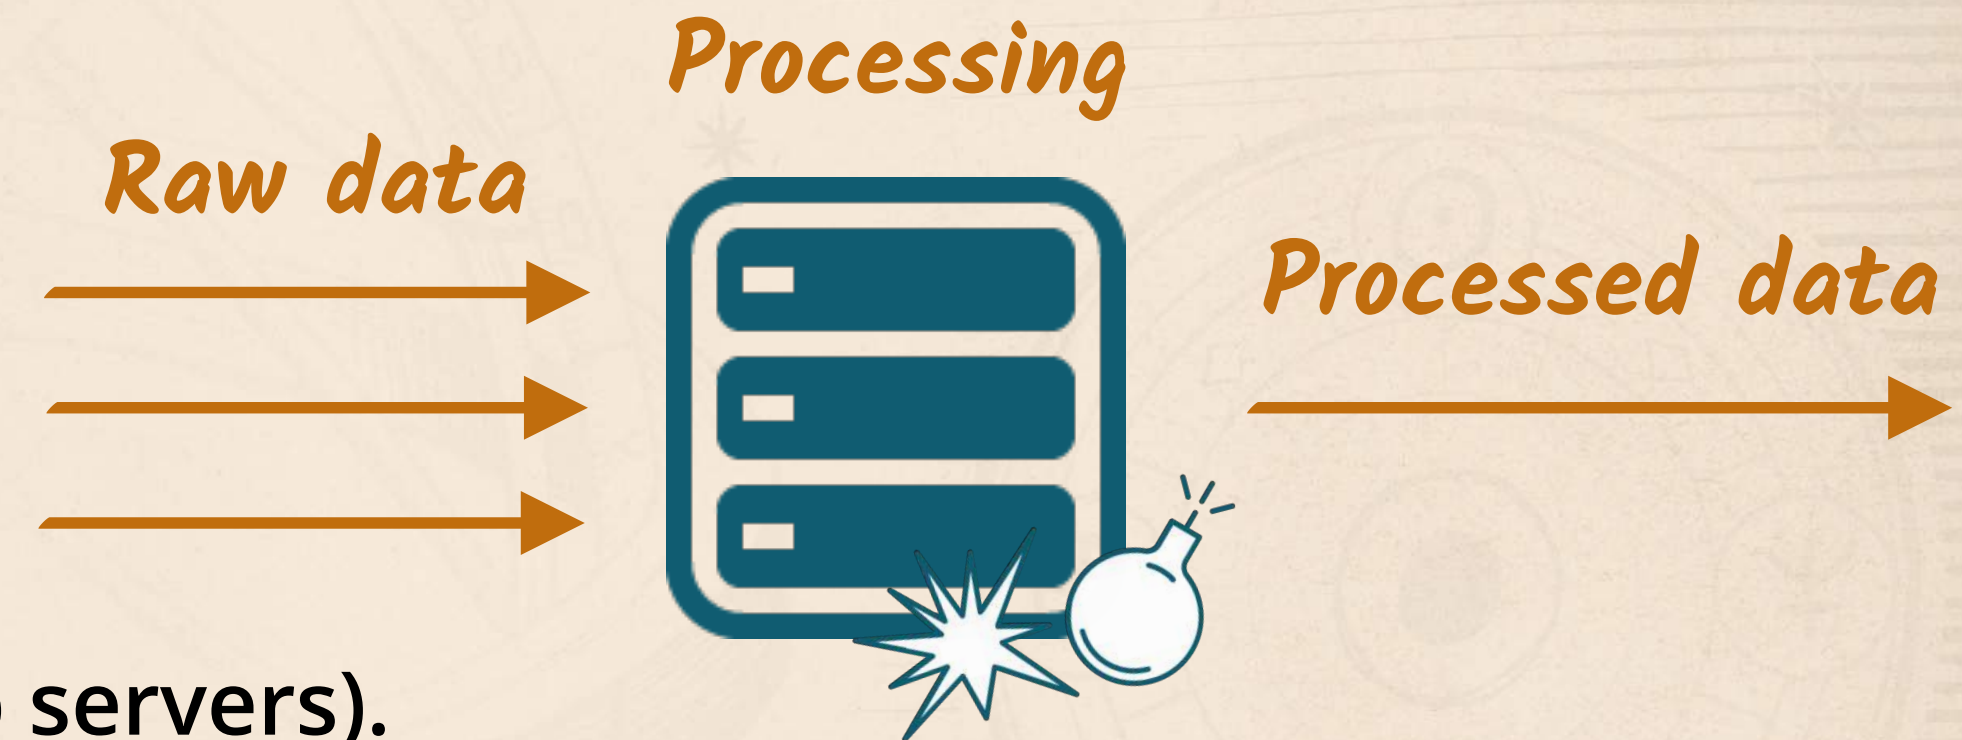 Processing
Raw data
Processed data
servers).